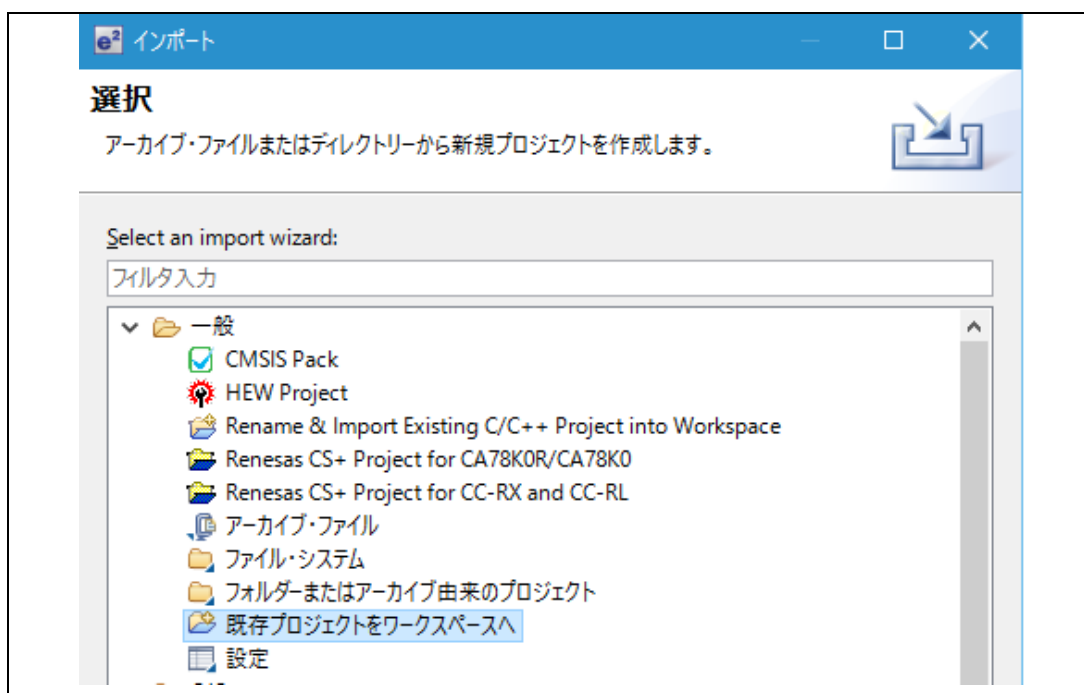 e² インポート
選択
アーカイブ・ファイルまたはディレクトリーから新規プロジェクトを作成します。
Select an import wizard:
フィルタ入力
一般
CMSIS Pack
HEW Project
Rename & Import Existing C/C++ Project into Workspace
Renesas CS+ Project for CA78K0R/CA78K0
Renesas CS+ Project for CC-RX and CC-RL
アーカイブ・ファイル
ファイル・システム
フォルダーまたはアーカイブ由来のプロジェクト
既存プロジェクトをワークスペースへ
設定